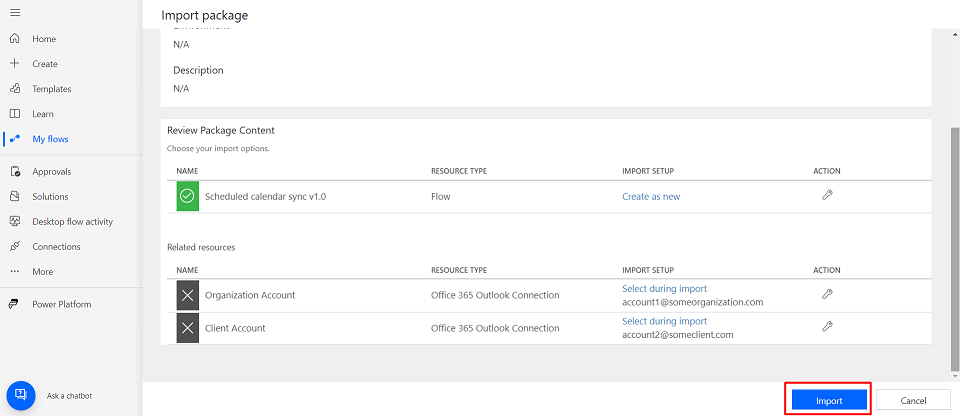 Import package
Home
Create
Templates
Learn
My flows
Approvals
Solutions
Desktop flow activity
Connections
More
Power Platform
Ask a chatbot
Environment
N/A
Description
N/A
Review Package Content
Choose your import options.
NAME RESOURCE TYPE IMPORT SETUP ACTION
Scheduled calendar sync v1.0 Flow Create as new
Related resources
NAME RESOURCE TYPE IMPORT SETUP ACTION
Organization Account Office 365 Outlook Connection Select during import
account1@someorganization.com
Client Account Office 365 Outlook Connection Select during import
account2@someclient.com
Import Cancel